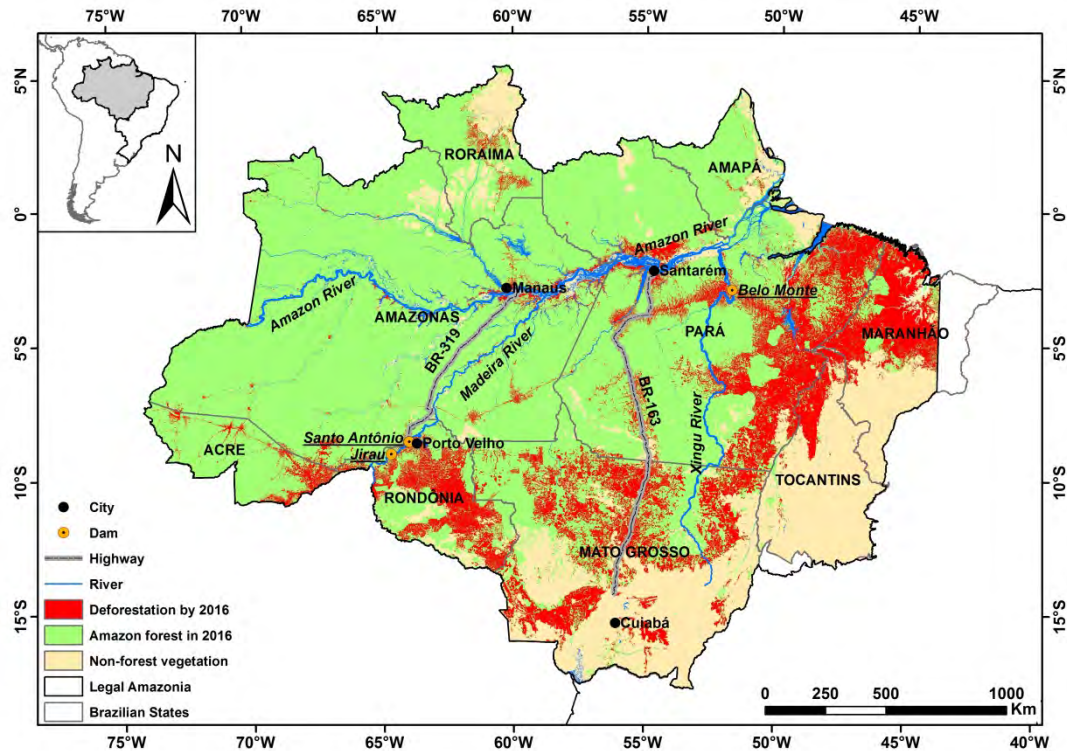 75°W 70°W 65°W 60°W 55°W 50°W 45°W
5°N
5°N
N
RORAIMA
AMAPÁ
0°
0°
Amazon River
Santarém
Manaus
Belo Monte
Amazon River
AMAZONAS
PARÁ
MARANHÃO
BR-319
Madeira River
5°S
5°S
BR-163
Xingu River
Santo Antônio
Porto Velho
ACRE
Jirau
TOCANTINS
RONDÔNIA
10°S
10°S
MATO GROSSO
City
Dam
Highway
River
Deforestation by 2016
Amazon forest in 2016
Non-forest vegetation
Legal Amazonia
Brazilian States
15°S
15°S
Cuiabá
0 250 500 1000
Km
75°W 70°W 65°W 60°W 55°W 50°W 45°W 40°W